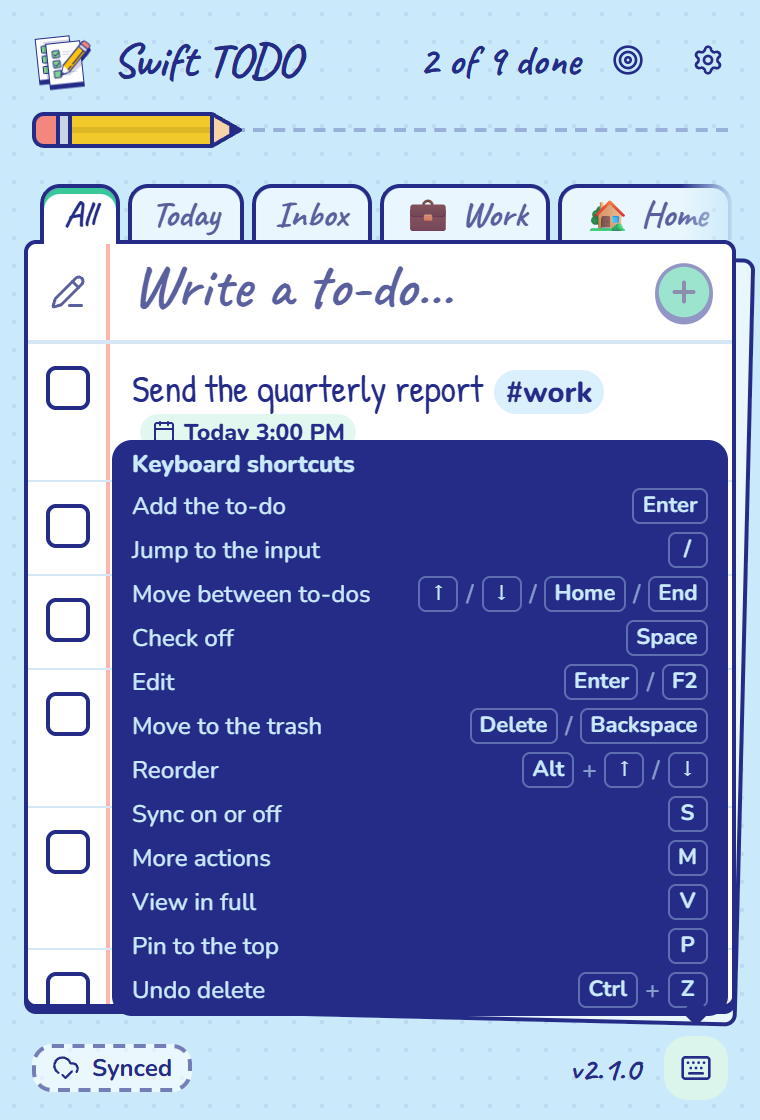 Swift TODO
2 of 9 done
All
Today
Inbox
Work
Home
Write a to-do...
Send the quarterly report #work
Today 3:00 PM
Keyboard shortcuts
Add the to-do Enter
Jump to the input /
Move between to-dos ↑ / ↓ / Home / End
Check off Space
Edit Enter / F2
Move to the trash Delete / Backspace
Reorder Alt + ↑ / ↓
Sync on or off S
More actions M
View in full V
Pin to the top P
Undo delete Ctrl + Z
Synced
v2.1.0